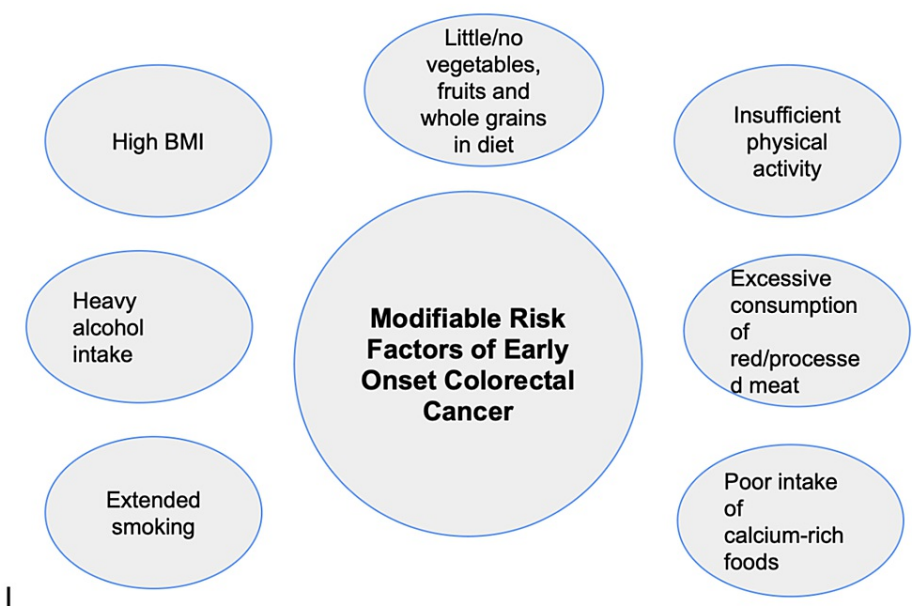 Little/no
vegetables,
fruits and
whole grains
in diet
High BMI
Insufficient
physical
activity
Heavy
alcohol
intake
Modifiable Risk
Factors of Early
Onset Colorectal
Cancer
Excessive
consumption
of
red/processe
d meat
Extended
smoking
Poor intake
of
calcium-rich
foods